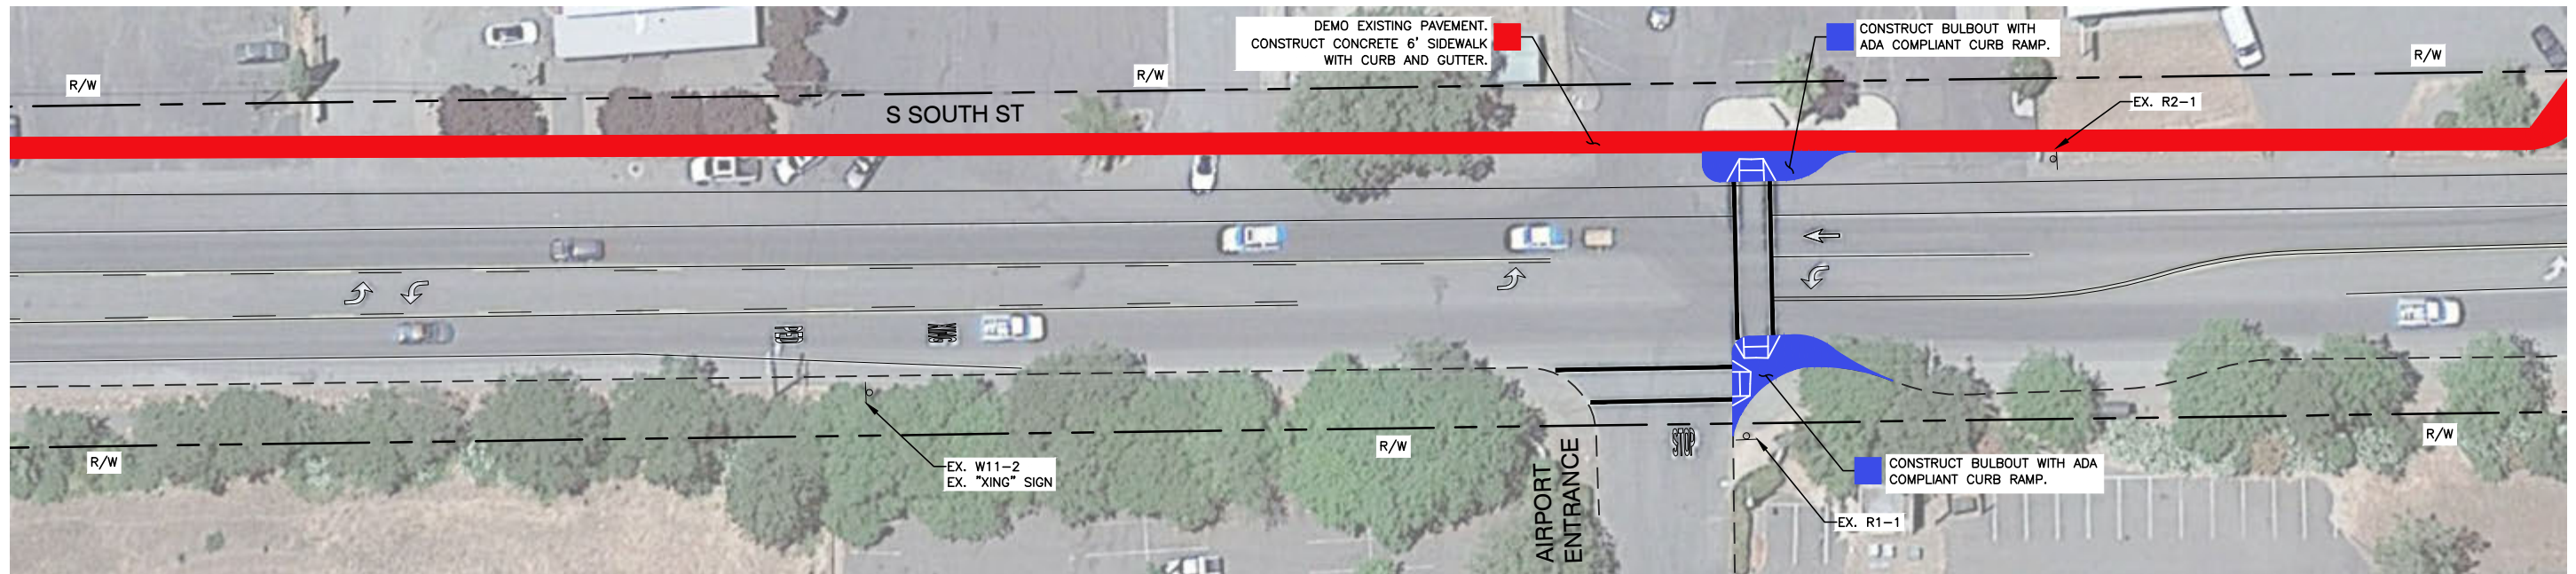 DEMO EXISTING PAVEMENT.
CONSTRUCT CONCRETE 6' SIDEWALK
WITH CURB AND GUTTER.
CONSTRUCT BULBOUT WITH
ADA COMPLIANT CURB RAMP.
R/W
R/W
R/W
S SOUTH ST
EX. R2-1
PED
XING
R/W
R/W
R/W
STOP
EX. W11-2
EX. "XING" SIGN
AIRPORT
ENTRANCE
CONSTRUCT BULBOUT WITH ADA
COMPLIANT CURB RAMP.
EX. R1-1